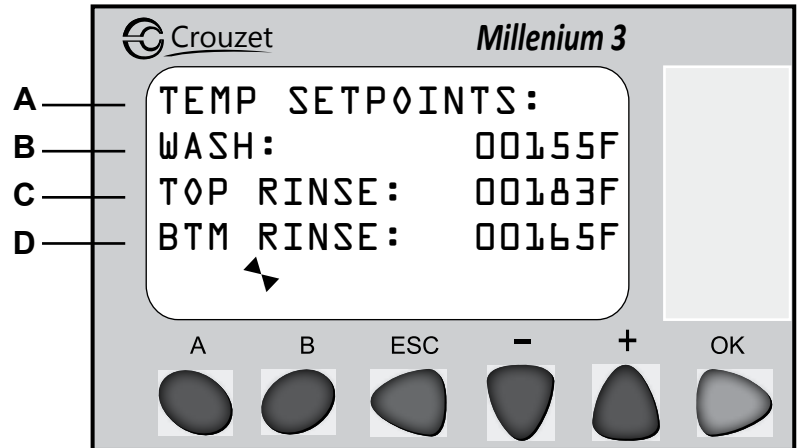 Crouzet Millenium 3
A TEMP SETPOINTS:
B WASH: 00155F
C TOP RINSE: 00183F
D BTM RINSE: 00165F
A B ESC - + OK